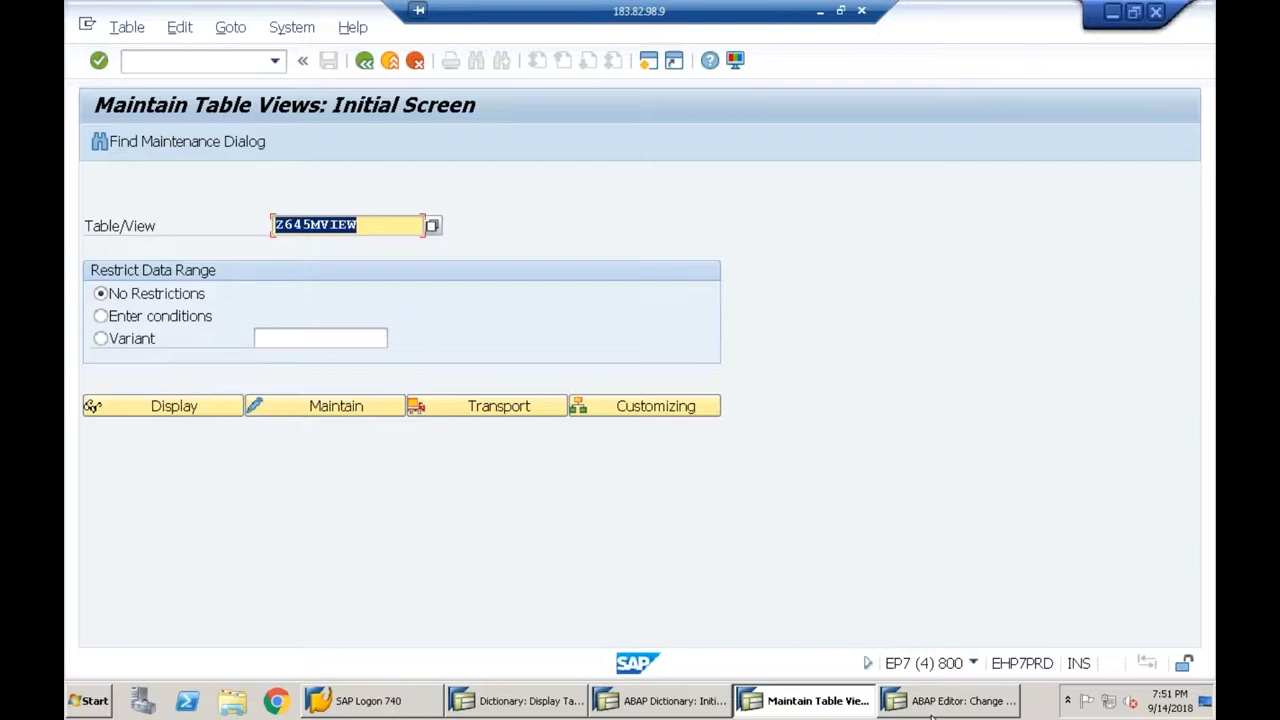 183.82.98.9
Table Edit Goto System Help
Maintain Table Views: Initial Screen
Find Maintenance Dialog
Table/View Z645MVIEW
Restrict Data Range
No Restrictions
Enter conditions
Variant
Display Maintain Transport Customizing
SAP EP7 (4) 800 EHP7PRD INS
Start SAP Logon 740 Dictionary: Display Ta... ABAP Dictionary: Initi... Maintain Table Vie... ABAP Editor: Change ... 7:51 PM
9/14/2018